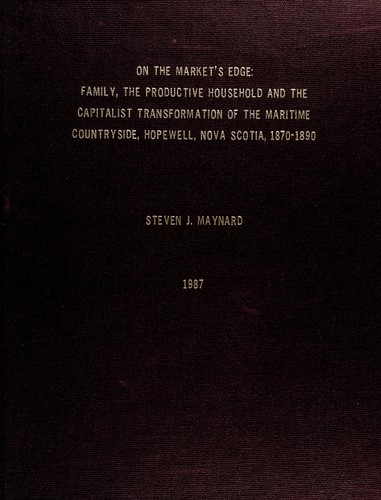 ON THE MARKET'S EDGE:
FAMILY, THE PRODUCTIVE HOUSEHOLD AND THE
CAPITALIST TRANSFORMATION OF THE MARITIME
COUNTRYSIDE, HOPEWELL, NOVA SCOTIA, 1870-1890
STEVEN J. MAYNARD
1987